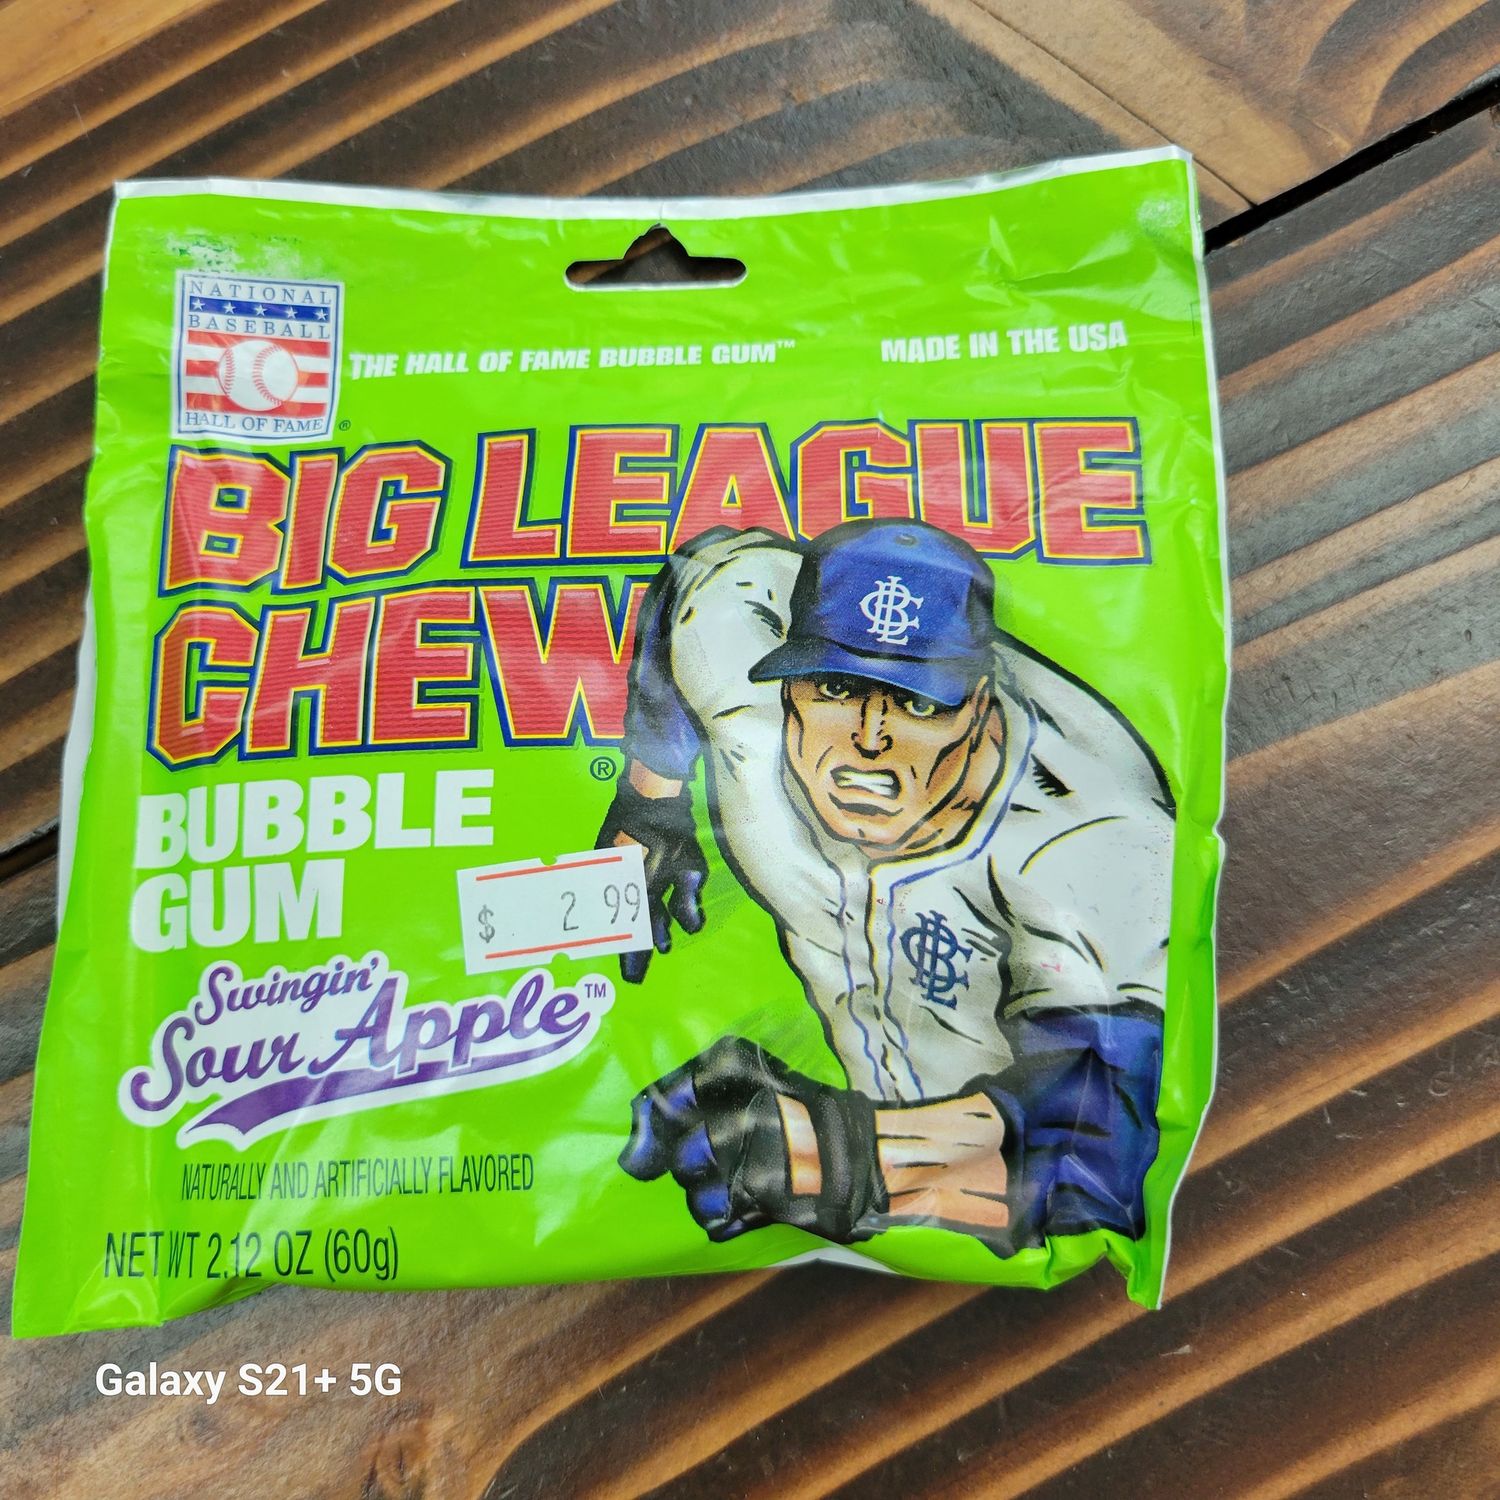 NATIONAL
BASEBALL
HALL OF FAME®
THE HALL OF FAME BUBBLE GUM™
MADE IN THE USA
BIG LEAGUE
CHEW®
BUBBLE
GUM
$ 2 99
Swingin'
Sour Apple™
NATURALLY AND ARTIFICIALLY FLAVORED
NET WT 2.12 OZ (60g)
BLC
BLC
Galaxy S21+ 5G